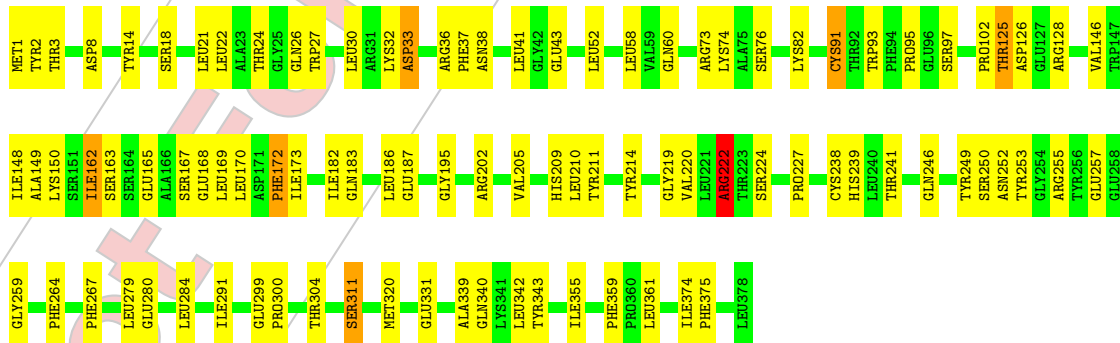 MET1 TYR2 THR3 ASP8 TYR14 SER18 LEU21 LEU22 ALA23 THR24 GLY25 GLN26 TRP27 LEU30 ARG31 LYS32 ASP33 ARG36 PHE37 ASN38 LEU41 GLY42 GLU43 LEU52 LEU58 VAL59 GLN60 ARG73 LYS74 ALA75 SER76 LYS82 CYS91 THR92 TRP93 PHE94 PRO95 GLY96 SER97 PRO102 THR125 ASP126 GLU127 ARG128 VAL146 TRP147
ILE148 ALA149 LYS150 SER151 ILE162 SER163 SER164 GLU165 ALA166 SER167 GLU168 LEU169 LEU170 ASP171 PHE172 ILE173 ILE182 GLN183 LEU186 GLU187 GLY195 ARG202 VAL205 HIS209 LEU210 TYR211 TYR214 GLY219 VAL220 LEU221 ARG222 THR223 SER224 PRO227 CYS238 HIS239 LEU240 THR241 GLN246 TYR249 SER250 ASN252 TYR253 GLY254 ARG255 TYR256 GLU257 GLU258
GLY259 PHE264 PHE267 LEU279 GLU280 LEU284 ILE291 GLU299 PRO300 THR304 SER311 MET320 GLU331 ALA339 GLN340 LYS341 LEU342 TYR343 ILE355 PHE359 PRO360 LEU361 ILE374 PHE375 LEU378